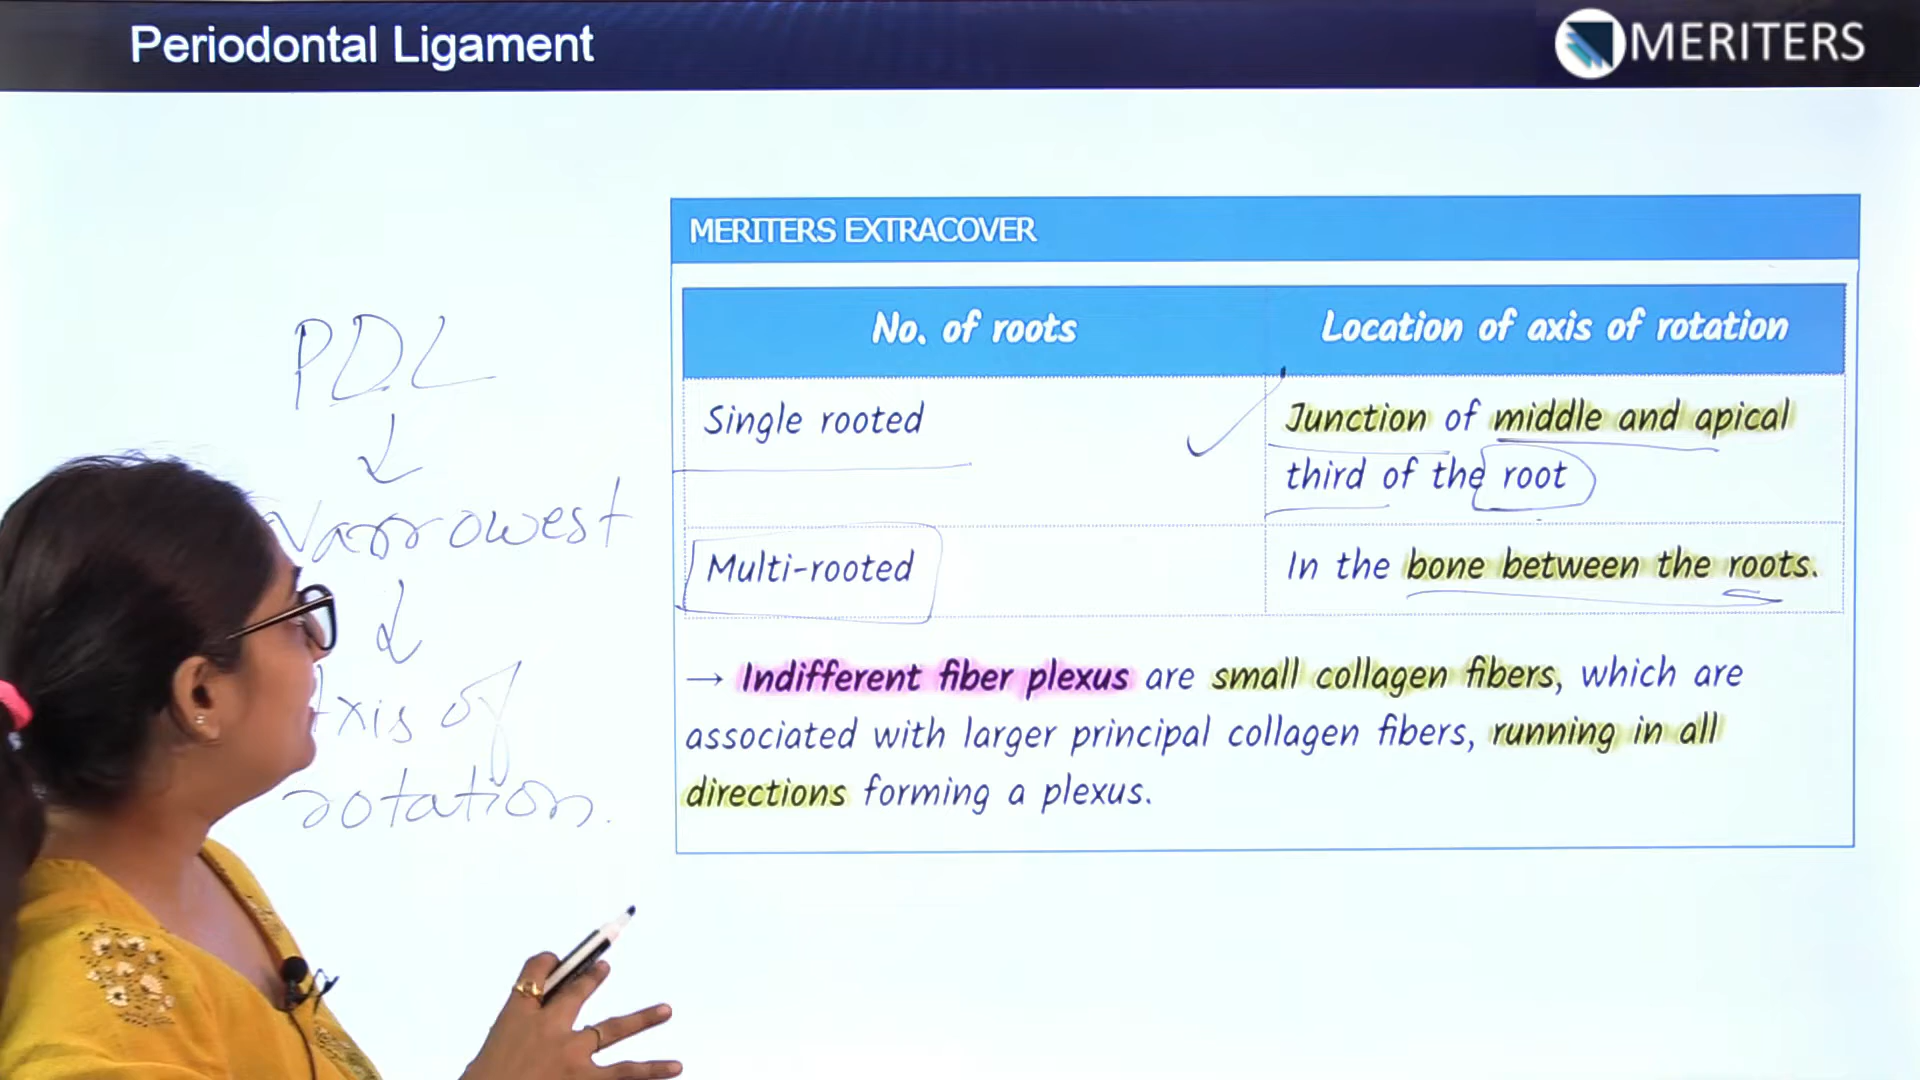 Periodontal Ligament
MERITERS
MERITERS EXTRACOVER
No. of roots
Location of axis of rotation
Single rooted
Junction of middle and apical
third of the root
Multi-rooted
In the bone between the roots.
→ Indifferent fiber plexus are small collagen fibers, which are
associated with larger principal collagen fibers, running in all
directions forming a plexus.
PDL
↓
Narrowest
↓
Axis of
rotation.